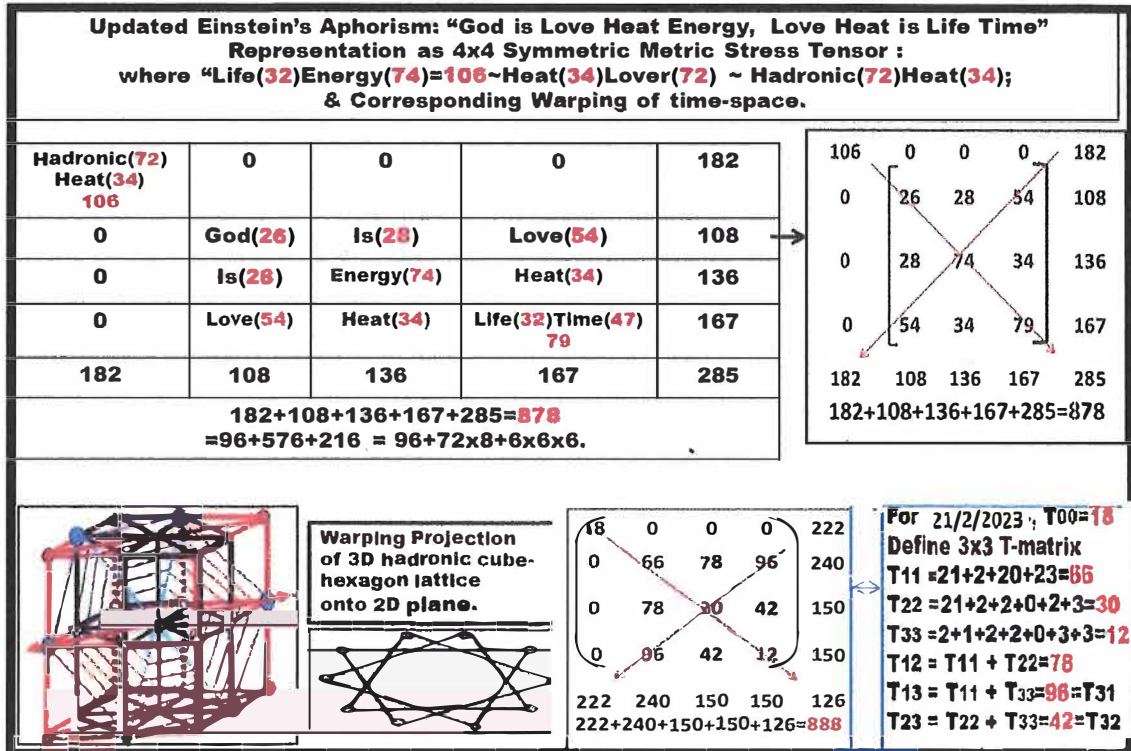 Updated Einstein's Aphorism: "God is Love Heat Energy, Love Heat is Life Time"
Representation as 4x4 Symmetric Metric Stress Tensor :
where "Life(32)Energy(74)=106~Heat(34)Lover(72) ~ Hadronic(72)Heat(34);
& Corresponding Warping of time-space.
Hadronic(72) Heat(34) 106 0 0 0 182
0 God(26) Is(28) Love(54) 108
0 Is(28) Energy(74) Heat(34) 136
0 Love(54) Heat(34) Life(32)Time(47) 79 167
182 108 136 167 285
182+108+136+167+285=878
=96+576+216 = 96+72x8+6x6x6.
106 0 0 0 182
0 26 28 54 108
0 28 74 34 136
0 54 34 79 167
182 108 136 167 285
182+108+136+167+285=878
Warping Projection
of 3D hadronic cube-
hexagon lattice
onto 2D plane.
18 0 0 0 222
0 66 78 96 240
0 78 30 42 150
0 96 42 12 150
222 240 150 150 126
222+240+150+150+126=888
For 21/2/2023, T00=18
Define 3x3 T-matrix
T11 =21+2+20+23=66
T22 =21+2+2+0+2+3=30
T33 =2+1+2+2+0+3+3=12
T12 = T11 + T22=78
T13 = T11 + T33=96=T31
T23 = T22 + T33=42=T32